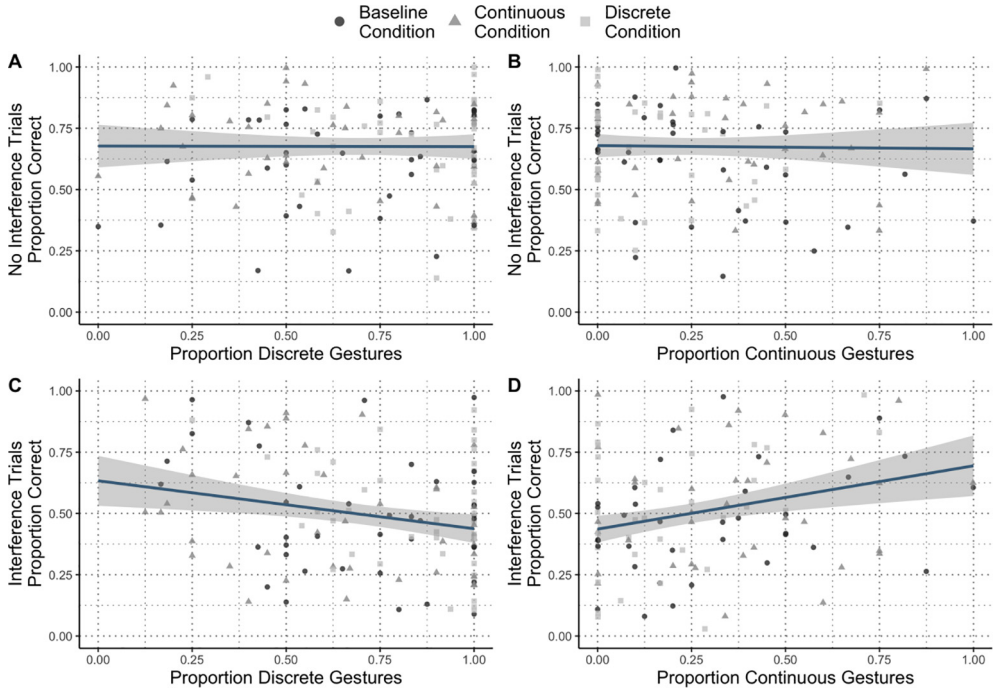 Baseline
Condition
Continuous
Condition
Discrete
Condition
A
No Interference Trials
Proportion Correct
1.00
0.75
0.50
0.25
0.00
0.00 0.25 0.50 0.75 1.00
Proportion Discrete Gestures
B
No Interference Trials
Proportion Correct
1.00
0.75
0.50
0.25
0.00
0.00 0.25 0.50 0.75 1.00
Proportion Continuous Gestures
C
Interference Trials
Proportion Correct
1.00
0.75
0.50
0.25
0.00
0.00 0.25 0.50 0.75 1.00
Proportion Discrete Gestures
D
Interference Trials
Proportion Correct
1.00
0.75
0.50
0.25
0.00
0.00 0.25 0.50 0.75 1.00
Proportion Continuous Gestures